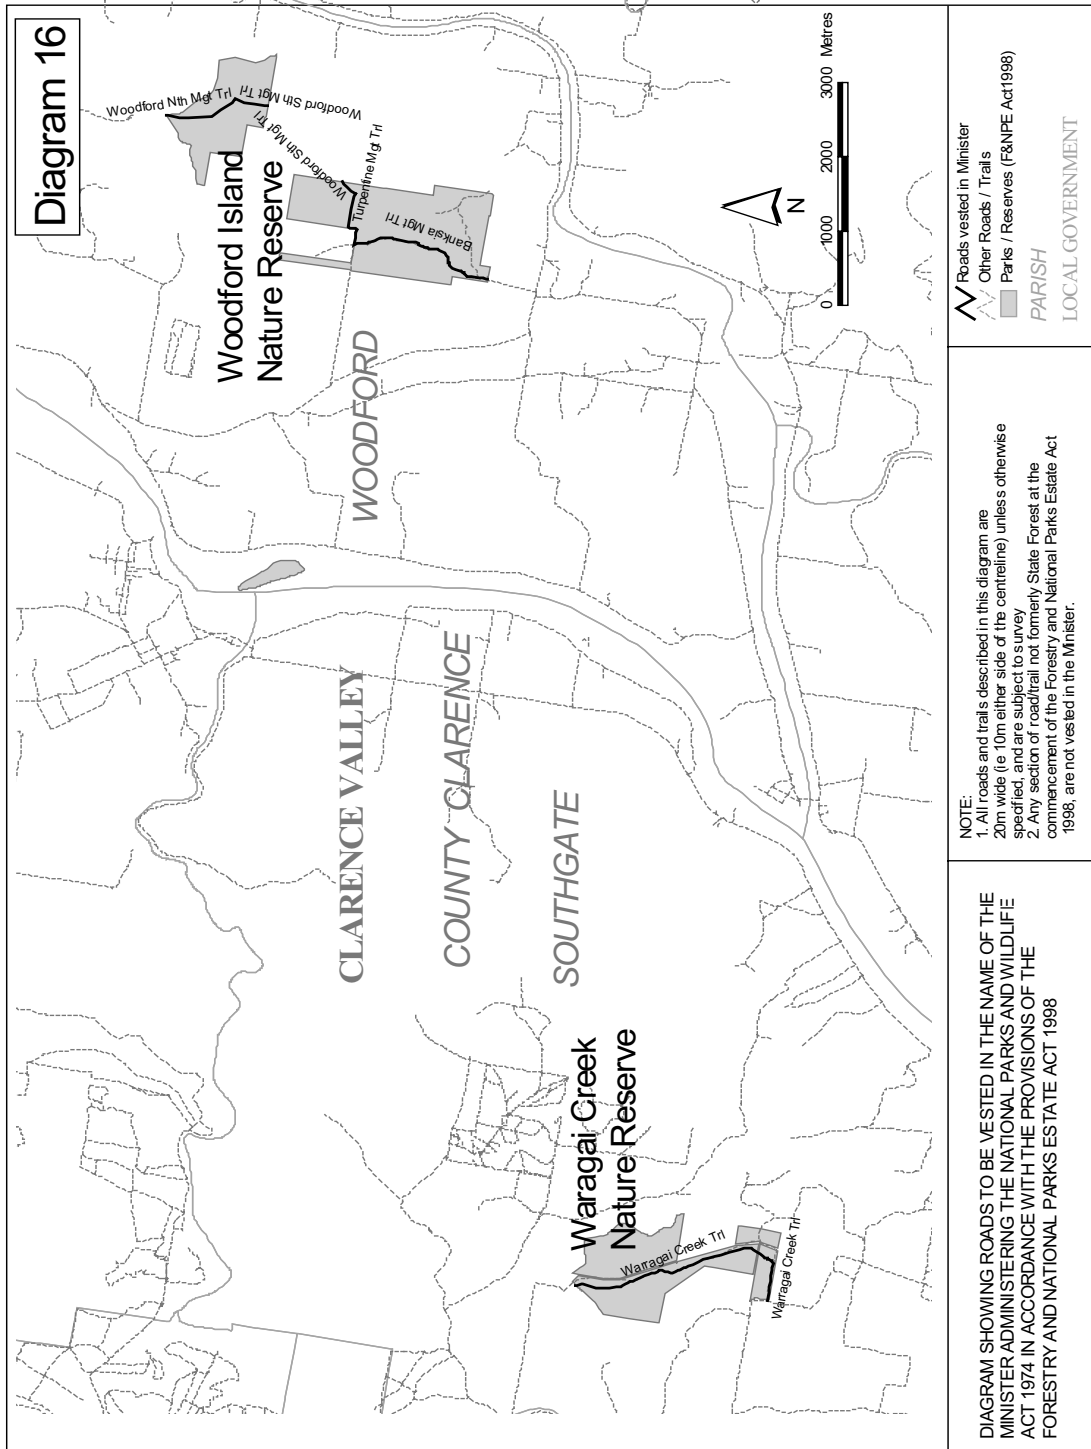 Diagram 16
Woodford Nth Mgt Trl
Woodford Sth Mgt Trl
Woodford Sth Mgt Trl
Turpentine Mgt Trl
Banksia Mgt Trl
Woodford Island
Nature Reserve
WOODFORD
CLARENCE VALLEY
COUNTY CLARENCE
SOUTHGATE
Waragai Creek
Nature Reserve
Warragai Creek Trl
Warragai Creek Trl
N
0 1000 2000 3000 Metres
DIAGRAM SHOWING ROADS TO BE VESTED IN THE NAME OF THE
MINISTER ADMINISTERING THE NATIONAL PARKS AND WILDLIFE
ACT 1974 IN ACCORDANCE WITH THE PROVISIONS OF THE
FORESTRY AND NATIONAL PARKS ESTATE ACT 1998
NOTE:
1. All roads and trails described in this diagram are
20m wide (ie 10m either side of the centreline) unless otherwise
specified, and are subject to survey
2. Any section of road/trail not formerly State Forest at the
commencement of the Forestry and National Parks Estate Act
1998, are not vested in the Minister.
Roads vested in Minister
Other Roads / Trails
Parks / Reserves (F&NPE Act1998)
PARISH
LOCAL GOVERNMENT